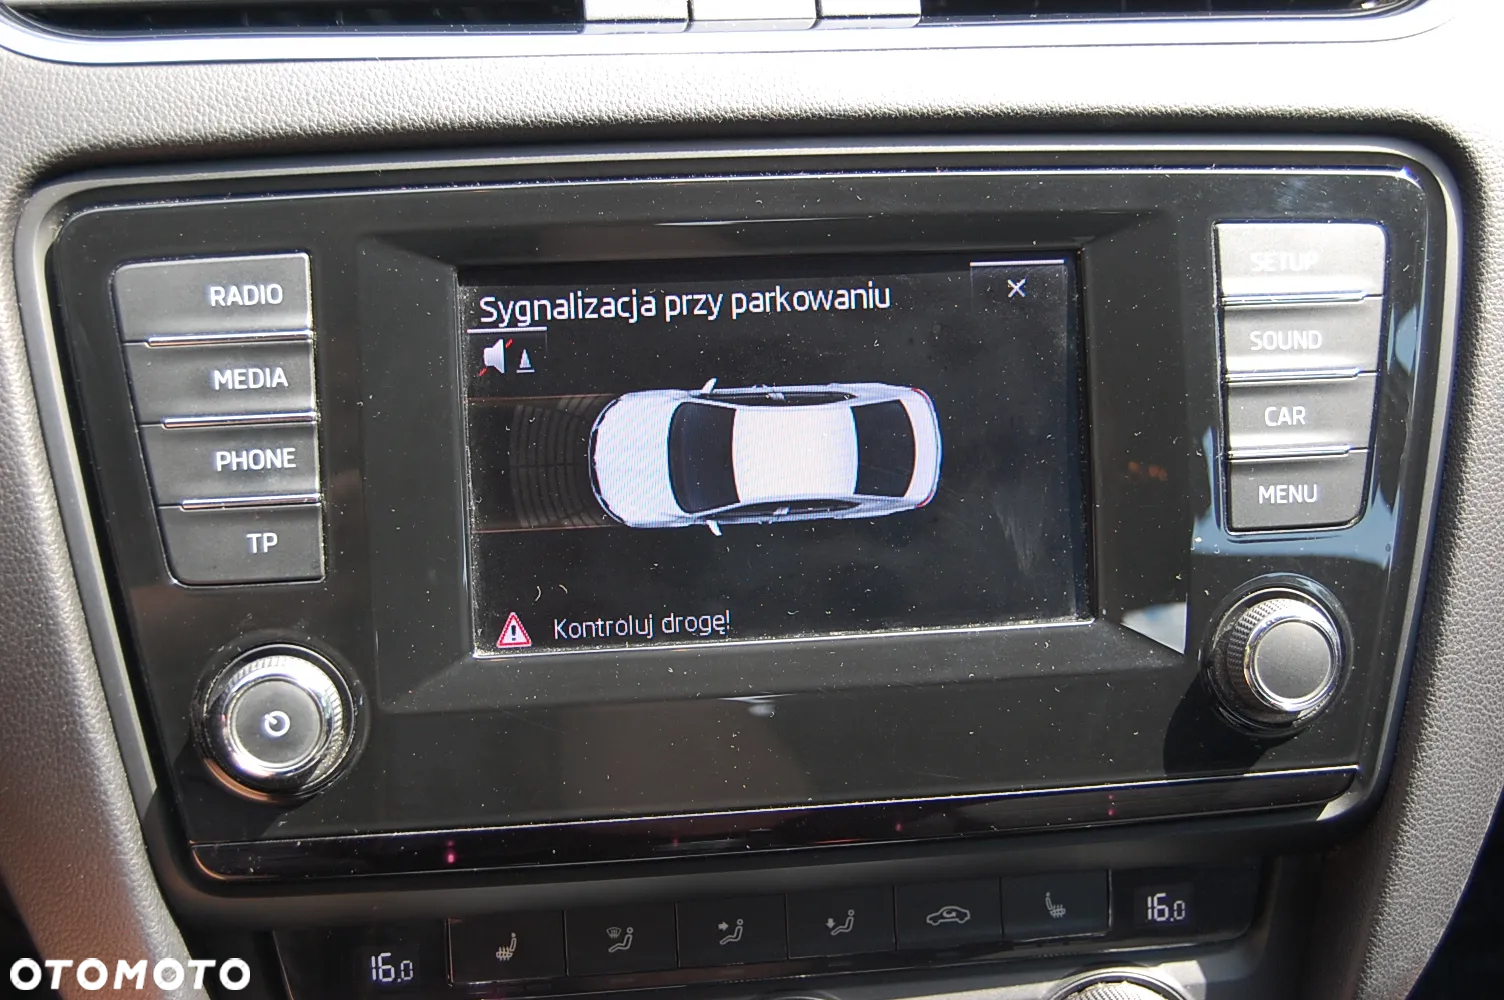 RADIO
MEDIA
PHONE
TP
Sygnalizacja przy parkowaniu
Kontroluj drogę!
SETUP
SOUND
CAR
MENU
16.0
16.0
OTOMOTO